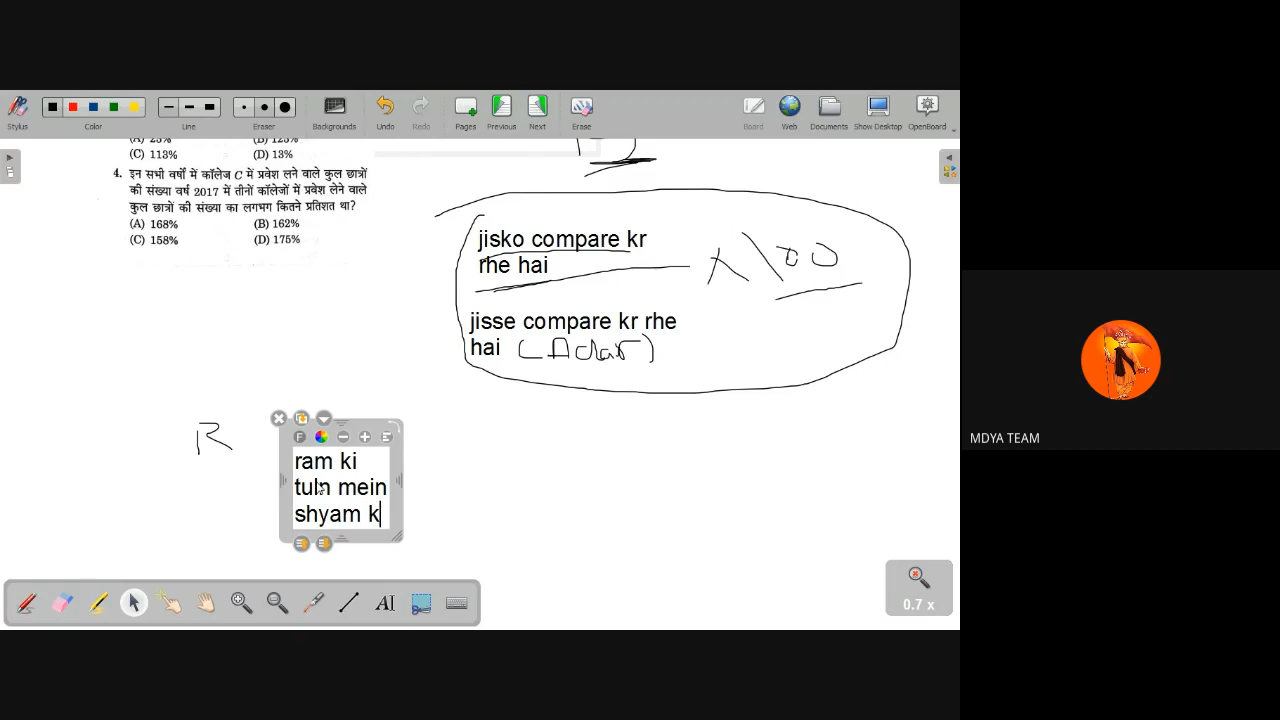 Stylus
Color
Line
Eraser
Backgrounds
Undo
Redo
Pages
Previous
Next
Erase
Board
Web
Documents
Show Desktop
OpenBoard
(C) 113% (D) 13%
4. इन सभी वर्षों में कॉलेज C में प्रवेश लेने वाले कुल छात्रों
की संख्या वर्ष 2017 में तीनों कॉलेजों में प्रवेश लेने वाले
कुल छात्रों की संख्या का लगभग कितने प्रतिशत था?
(A) 168% (B) 162%
(C) 158% (D) 175%
jisko compare kr
rhe hai
X 100
jisse compare kr rhe
hai (Adar)
R
ram ki
tuln mein
shyam k
0.7 x
MDYA TEAM